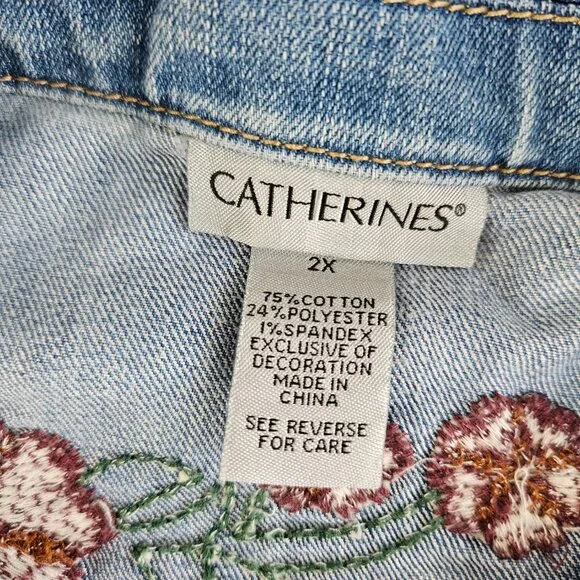 CATHERINES®
2X
75%COTTON
24%POLYESTER
1%SPANDEX
EXCLUSIVE OF
DECORATION
MADE IN
CHINA
SEE REVERSE
FOR CARE